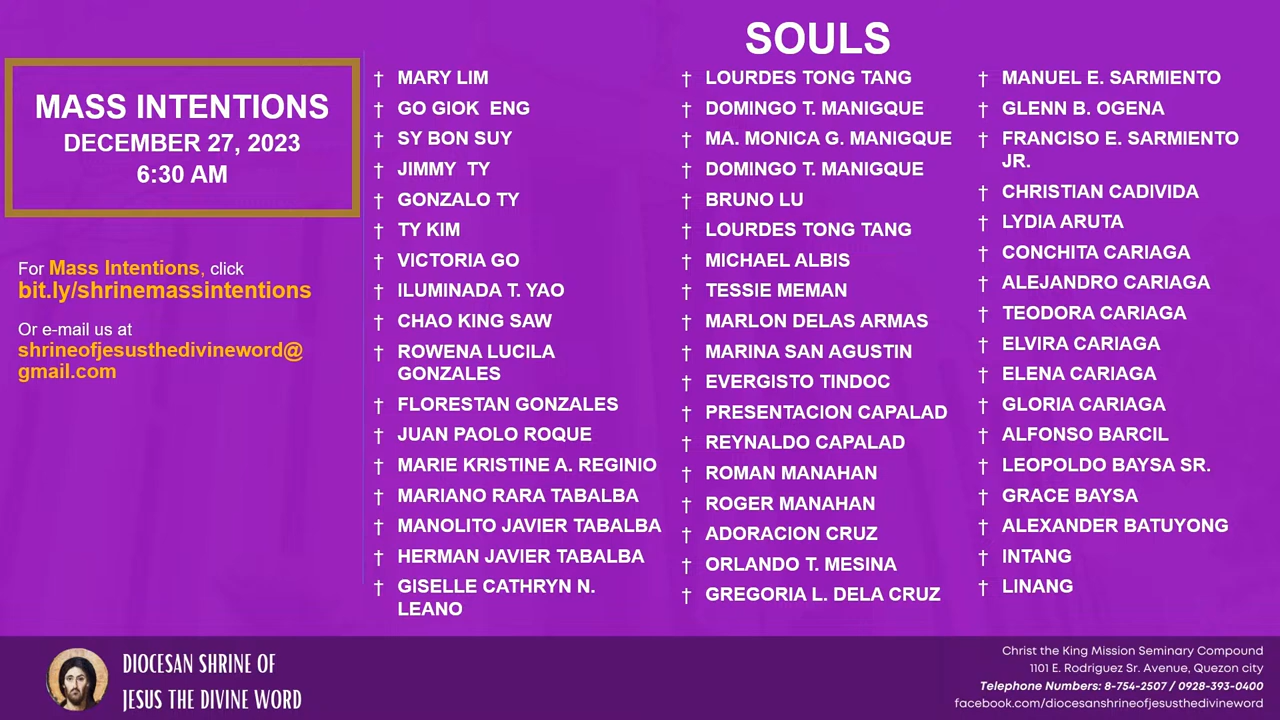 SOULS
MASS INTENTIONS
DECEMBER 27, 2023
6:30 AM
For Mass Intentions, click
bit.ly/shrinemassintentions
Or e-mail us at
shrineofjesusthedivineword@
gmail.com
† MARY LIM
† GO GIOK ENG
† SY BON SUY
† JIMMY TY
† GONZALO TY
† TY KIM
† VICTORIA GO
† ILUMINADA T. YAO
† CHAO KING SAW
† ROWENA LUCILA
GONZALES
† FLORESTAN GONZALES
† JUAN PAOLO ROQUE
† MARIE KRISTINE A. REGINIO
† MARIANO RARA TABALBA
† MANOLITO JAVIER TABALBA
† HERMAN JAVIER TABALBA
† GISELLE CATHRYN N.
LEANO
† LOURDES TONG TANG
† DOMINGO T. MANIGQUE
† MA. MONICA G. MANIGQUE
† DOMINGO T. MANIGQUE
† BRUNO LU
† LOURDES TONG TANG
† MICHAEL ALBIS
† TESSIE MEMAN
† MARLON DELAS ARMAS
† MARINA SAN AGUSTIN
† EVERGISTO TINDOC
† PRESENTACION CAPALAD
† REYNALDO CAPALAD
† ROMAN MANAHAN
† ROGER MANAHAN
† ADORACION CRUZ
† ORLANDO T. MESINA
† GREGORIA L. DELA CRUZ
† MANUEL E. SARMIENTO
† GLENN B. OGENA
† FRANCISO E. SARMIENTO
JR.
† CHRISTIAN CADIVIDA
† LYDIA ARUTA
† CONCHITA CARIAGA
† ALEJANDRO CARIAGA
† TEODORA CARIAGA
† ELVIRA CARIAGA
† ELENA CARIAGA
† GLORIA CARIAGA
† ALFONSO BARCIL
† LEOPOLDO BAYSA SR.
† GRACE BAYSA
† ALEXANDER BATUYONG
† INTANG
† LINANG
DIOCESAN SHRINE OF
JESUS THE DIVINE WORD
Christ the King Mission Seminary Compound
1101 E. Rodriguez Sr. Avenue, Quezon city
Telephone Numbers: 8-754-2507 / 0928-393-0400
facebook.com/diocesanshrineofjesusthedivineword